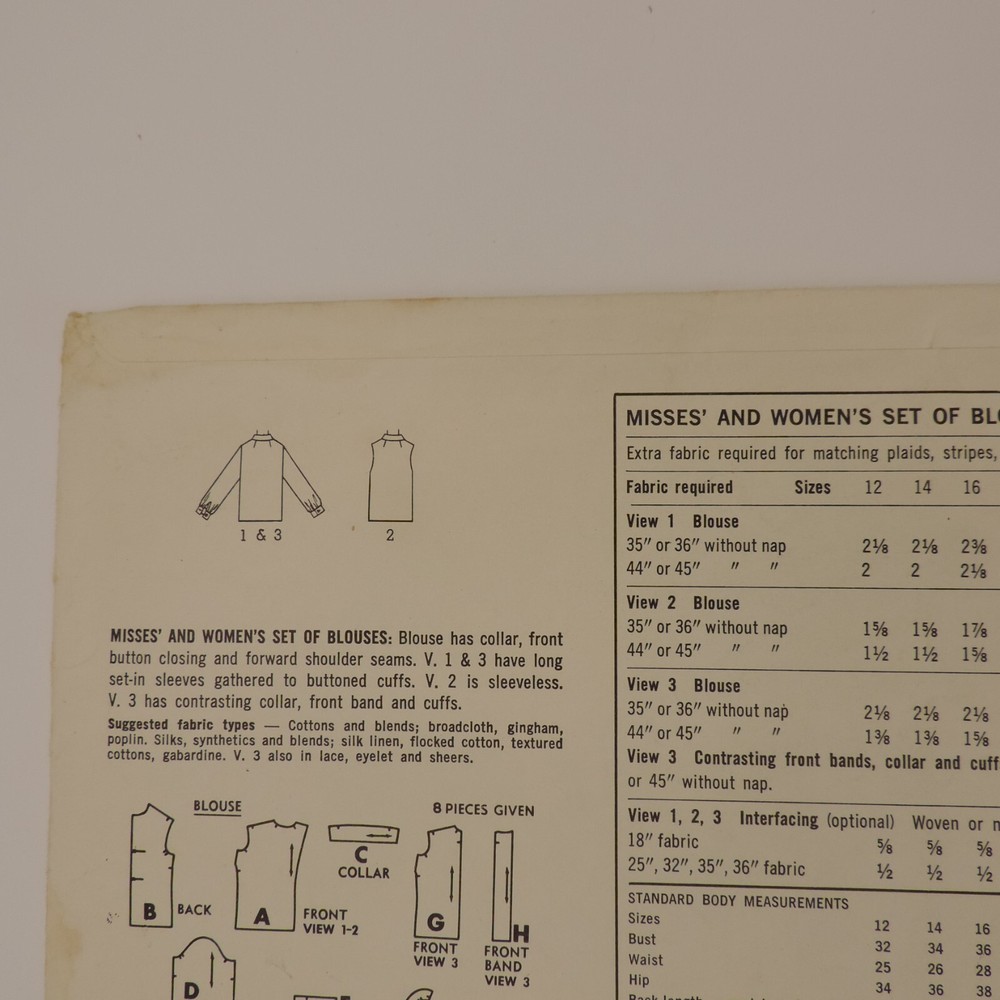 1 & 3
2
MISSES' AND WOMEN'S SET OF BLOUSES: Blouse has collar, front
button closing and forward shoulder seams. V. 1 & 3 have long
set-in sleeves gathered to buttoned cuffs. V. 2 is sleeveless.
V. 3 has contrasting collar, front band and cuffs.
Suggested fabric types — Cottons and blends; broadcloth, gingham,
poplin. Silks, synthetics and blends; silk linen, flocked cotton, textured
cottons, gabardine. V. 3 also in lace, eyelet and sheers.
BLOUSE
8 PIECES GIVEN
B BACK
A FRONT
VIEW 1-2
C
COLLAR
G
FRONT
VIEW 3
H
FRONT
BAND
VIEW 3
D
MISSES' AND WOMEN'S SET OF
Extra fabric required for matching plaids, stripes,
Fabric required Sizes 12 14 16
View 1 Blouse
35" or 36" without nap 2⅛ 2⅛ 2⅜
44" or 45" " " 2 2 2⅛
View 2 Blouse
35" or 36" without nap 1⅝ 1⅝ 1⅞
44" or 45" " " 1½ 1½ 1⅝
View 3 Blouse
35" or 36" without nap 2⅛ 2⅛ 2⅛
44" or 45" " " 1⅜ 1⅜ 1⅝
View 3 Contrasting front bands, collar and cuff
or 45" without nap.
View 1, 2, 3 Interfacing (optional) Woven or
18" fabric ⅝ ⅝ ⅝
25", 32", 35", 36" fabric ½ ½ ½
STANDARD BODY MEASUREMENTS
Sizes 12 14 16
Bust 32 34 36
Waist 25 26 28
Hip 34 36 38